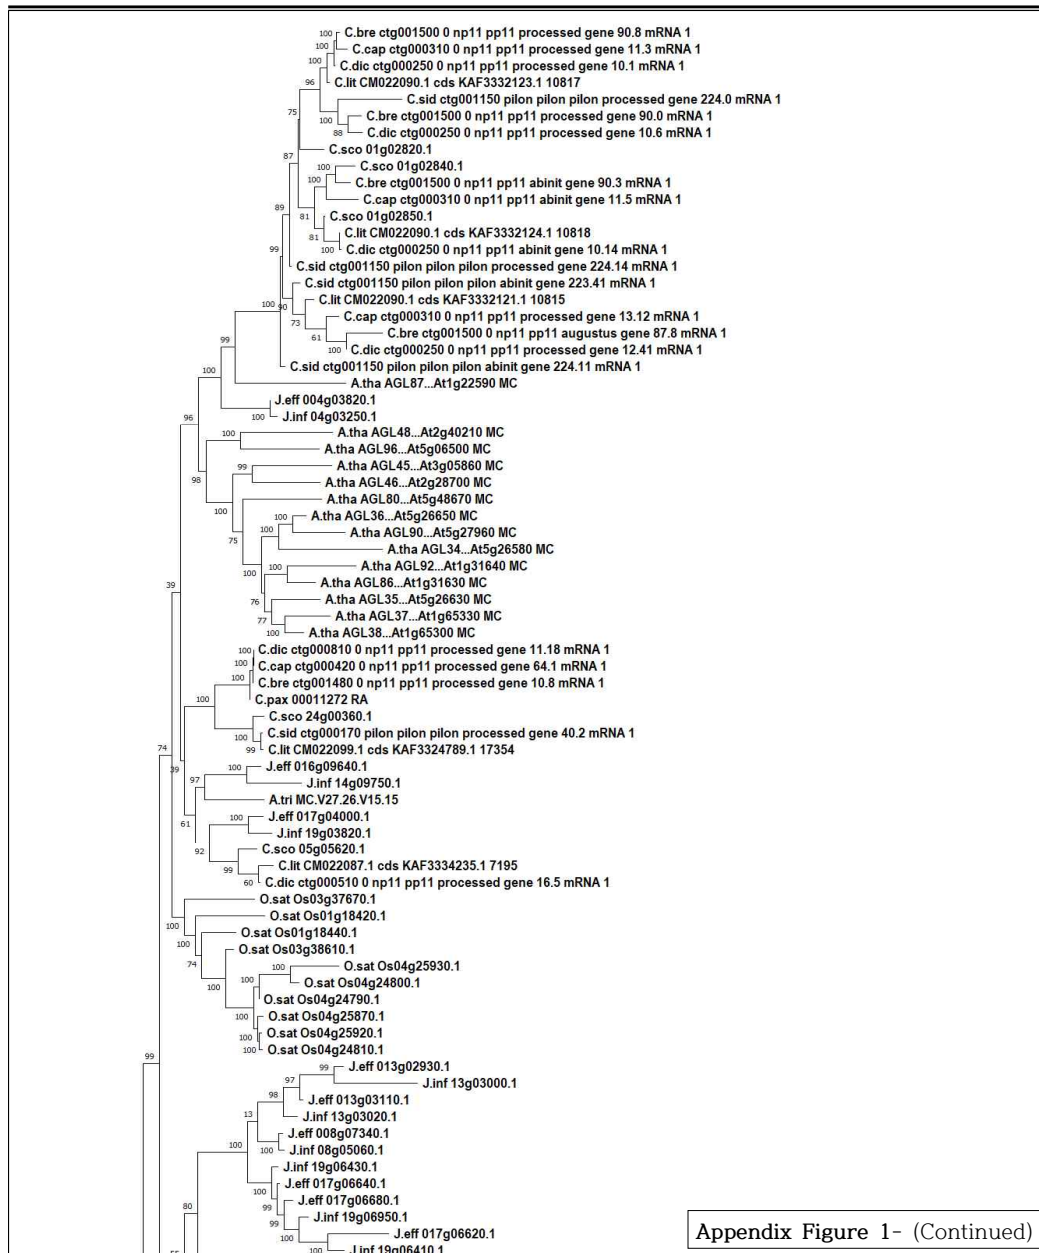 C.bre ctg001500 0 np11 pp11 processed gene 90.8 mRNA 1
C.cap ctg000310 0 np11 pp11 processed gene 11.3 mRNA 1
C.dic ctg000250 0 np11 pp11 processed gene 10.1 mRNA 1
C.lit CM022090.1 cds KAF3332123.1 10817
C.sid ctg001150 pilon pilon pilon processed gene 224.0 mRNA 1
C.bre ctg001500 0 np11 pp11 processed gene 90.0 mRNA 1
C.dic ctg000250 0 np11 pp11 processed gene 10.6 mRNA 1
C.sco 01g02820.1
C.sco 01g02840.1
C.bre ctg001500 0 np11 pp11 abinit gene 90.3 mRNA 1
C.cap ctg000310 0 np11 pp11 abinit gene 11.5 mRNA 1
C.sco 01g02850.1
C.lit CM022090.1 cds KAF3332124.1 10818
C.dic ctg000250 0 np11 pp11 abinit gene 10.14 mRNA 1
C.sid ctg001150 pilon pilon pilon processed gene 224.14 mRNA 1
C.sid ctg001150 pilon pilon pilon abinit gene 223.41 mRNA 1
C.lit CM022090.1 cds KAF3332121.1 10815
C.cap ctg000310 0 np11 pp11 processed gene 13.12 mRNA 1
C.bre ctg001500 0 np11 pp11 augustus gene 87.8 mRNA 1
C.dic ctg000250 0 np11 pp11 processed gene 12.41 mRNA 1
C.sid ctg001150 pilon pilon pilon abinit gene 224.11 mRNA 1
A.tha AGL87...At1g22590 MC
J.eff 004g03820.1
J.inf 04g03250.1
A.tha AGL48...At2g40210 MC
A.tha AGL96...At5g06500 MC
A.tha AGL45...At3g05860 MC
A.tha AGL46...At2g28700 MC
A.tha AGL80...At5g48670 MC
A.tha AGL36...At5g26650 MC
A.tha AGL90...At5g27960 MC
A.tha AGL34...At5g26580 MC
A.tha AGL92...At1g31640 MC
A.tha AGL86...At1g31630 MC
A.tha AGL35...At5g26630 MC
A.tha AGL37...At1g65330 MC
A.tha AGL38...At1g65300 MC
C.dic ctg000810 0 np11 pp11 processed gene 11.18 mRNA 1
C.cap ctg000420 0 np11 pp11 processed gene 64.1 mRNA 1
C.bre ctg001480 0 np11 pp11 processed gene 10.8 mRNA 1
C.pax 00011272 RA
C.sco 24g00360.1
C.sid ctg000170 pilon pilon pilon processed gene 40.2 mRNA 1
C.lit CM022099.1 cds KAF3324789.1 17354
J.eff 016g09640.1
J.inf 14g09750.1
A.tri MC.V27.26.V15.15
J.eff 017g04000.1
J.inf 19g03820.1
C.sco 05g05620.1
C.lit CM022087.1 cds KAF3334235.1 7195
C.dic ctg000510 0 np11 pp11 processed gene 16.5 mRNA 1
O.sat Os03g37670.1
O.sat Os01g18420.1
O.sat Os01g18440.1
O.sat Os03g38610.1
O.sat Os04g25930.1
O.sat Os04g24800.1
O.sat Os04g24790.1
O.sat Os04g25870.1
O.sat Os04g25920.1
O.sat Os04g24810.1
J.eff 013g02930.1
J.inf 13g03000.1
J.eff 013g03110.1
J.inf 13g03020.1
J.eff 008g07340.1
J.inf 08g05060.1
J.inf 19g06430.1
J.eff 017g06640.1
J.eff 017g06680.1
J.inf 19g06950.1
J.eff 017g06620.1
J.inf 19g06410.1
Appendix Figure 1- (Continued)